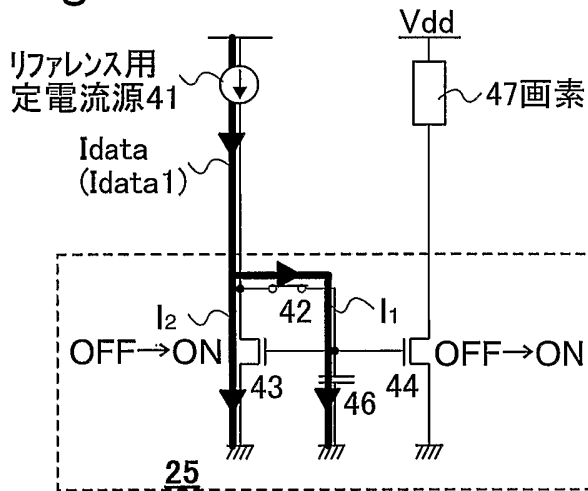 Vdd
リファレンス用
定電流源41
47画素
Idata
(Idata1)
I2
42
I1
OFF→ON
43
46
44
OFF→ON
25